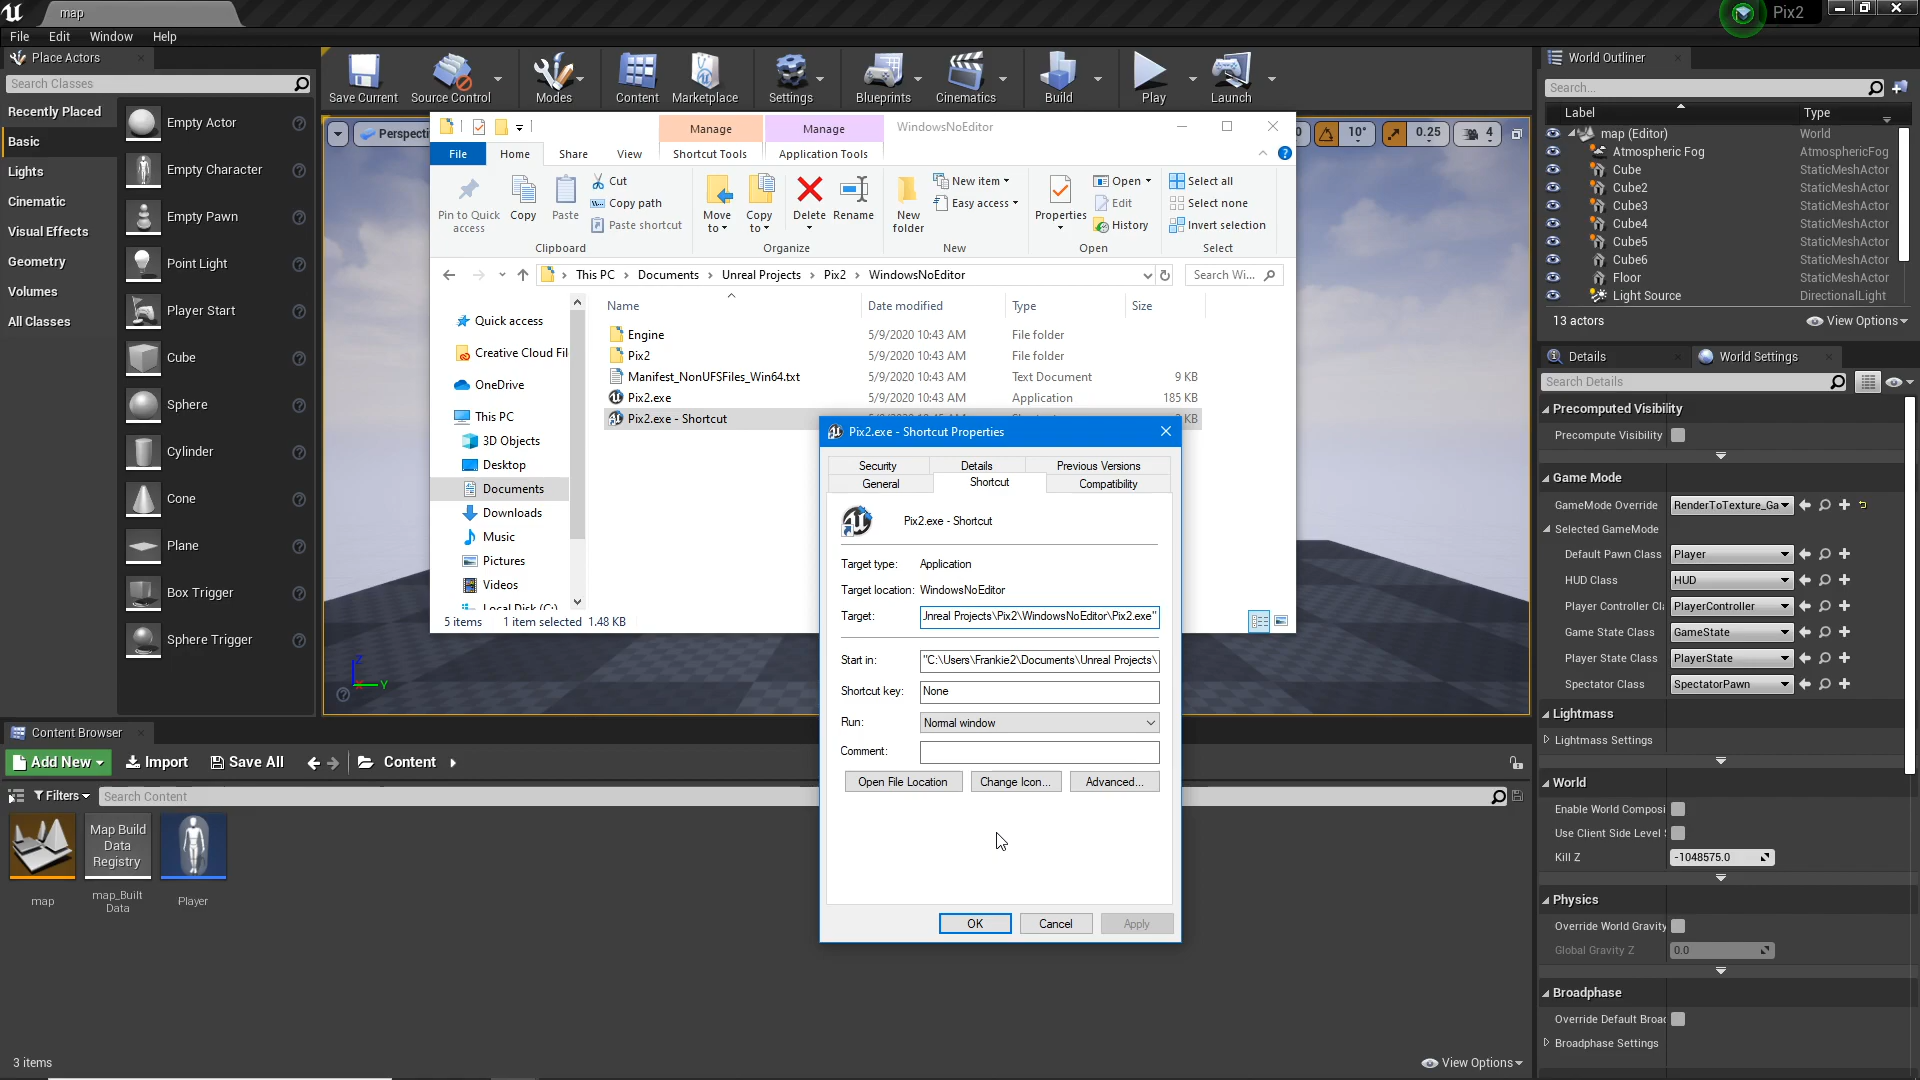 map
Pix2
File Edit Window Help
Place Actors
Search Classes
Recently Placed
Basic
Lights
Cinematic
Visual Effects
Geometry
Volumes
All Classes
Empty Actor
Empty Character
Empty Pawn
Point Light
Player Start
Cube
Sphere
Cylinder
Cone
Plane
Box Trigger
Sphere Trigger
Save Current Source Control Modes Content Marketplace Settings Blueprints Cinematics Build Play Launch
Perspecti
10° 0.25 4
Manage Manage WindowsNoEditor
File Home Share View Shortcut Tools Application Tools
Pin to Quick access
Copy
Paste
Cut
Copy path
Paste shortcut
Clipboard
Move to
Copy to
Delete
Rename
Organize
New folder
New item
Easy access
New
Properties
Open
Edit
History
Open
Select all
Select none
Invert selection
Select
This PC Documents Unreal Projects Pix2 WindowsNoEditor
Search Wi...
Name Date modified Type Size
Quick access
Creative Cloud Fil
OneDrive
This PC
3D Objects
Desktop
Documents
Downloads
Music
Pictures
Videos
Local Disk (C:)
Engine 5/9/2020 10:43 AM File folder
Pix2 5/9/2020 10:43 AM File folder
Manifest_NonUFSFiles_Win64.txt 5/9/2020 10:43 AM Text Document 9 KB
Pix2.exe 5/9/2020 10:43 AM Application 185 KB
Pix2.exe - Shortcut KB
5 items 1 item selected 1.48 KB
Pix2.exe - Shortcut Properties
Security Details Previous Versions
General Shortcut Compatibility
Pix2.exe - Shortcut
Target type: Application
Target location: WindowsNoEditor
Target: Jnreal Projects\Pix2\WindowsNoEditor\Pix2.exe"
Start in: "C:\Users\Frankie2\Documents\Unreal Projects\
Shortcut key: None
Run: Normal window
Comment:
Open File Location Change Icon... Advanced...
OK Cancel Apply
World Outliner
Search...
Label Type
map (Editor) World
Atmospheric Fog AtmosphericFog
Cube StaticMeshActor
Cube2 StaticMeshActor
Cube3 StaticMeshActor
Cube4 StaticMeshActor
Cube5 StaticMeshActor
Cube6 StaticMeshActor
Floor StaticMeshActor
Light Source DirectionalLight
13 actors View Options
Details World Settings
Search Details
Precomputed Visibility
Precompute Visibility
Game Mode
GameMode Override RenderToTexture_Ga
Selected GameMode
Default Pawn Class Player
HUD Class HUD
Player Controller Cl PlayerController
Game State Class GameState
Player State Class PlayerState
Spectator Class SpectatorPawn
Lightmass
Lightmass Settings
World
Enable World Composi
Use Client Side Level
Kill Z -1048575.0
Physics
Override World Gravity
Global Gravity Z 0.0
Broadphase
Override Default Broad
Broadphase Settings
Z
X
Y
Content Browser
Add New Import Save All Content
Filters Search Content
Map Build
Data
Registry
map
map_Built
Data
Player
3 items View Options